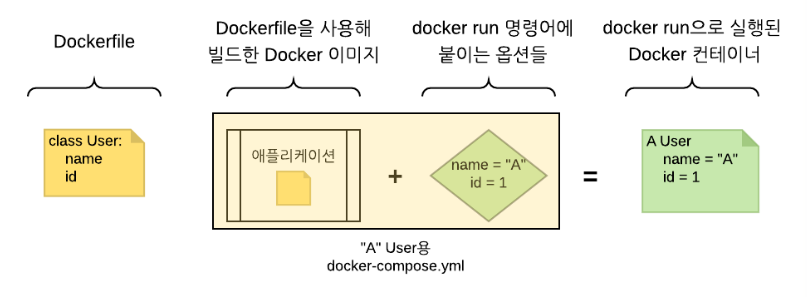 Dockerfile
Dockerfile을 사용해
빌드한 Docker 이미지
docker run 명령어에
붙이는 옵션들
docker run으로 실행된
Docker 컨테이너
class User:
name
id
애플리케이션
+
name = "A"
id = 1
=
A User
name = "A"
id = 1
"A" User용
docker-compose.yml